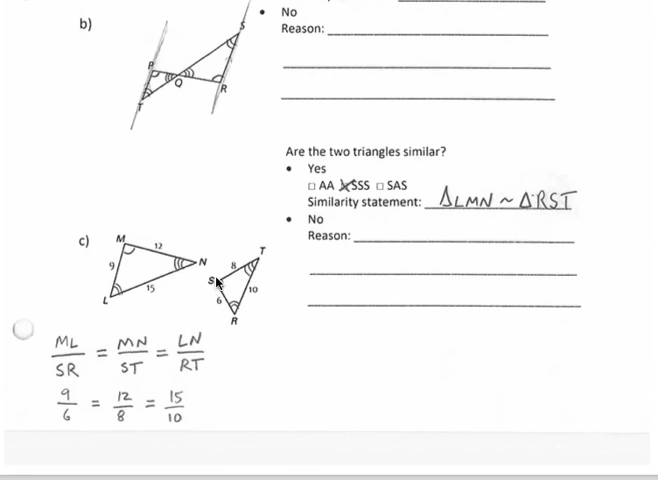 No
b)
Reason:
S
P
Q
R
T
Are the two triangles similar?
Yes
□ AA ☒ SSS □ SAS
Similarity statement: ΔLMN ~ ΔRST
No
Reason:
c)
M
12
N
9
15
L
T
8
S
10
6
R
ML/SR = MN/ST = LN/RT
9/6 = 12/8 = 15/10